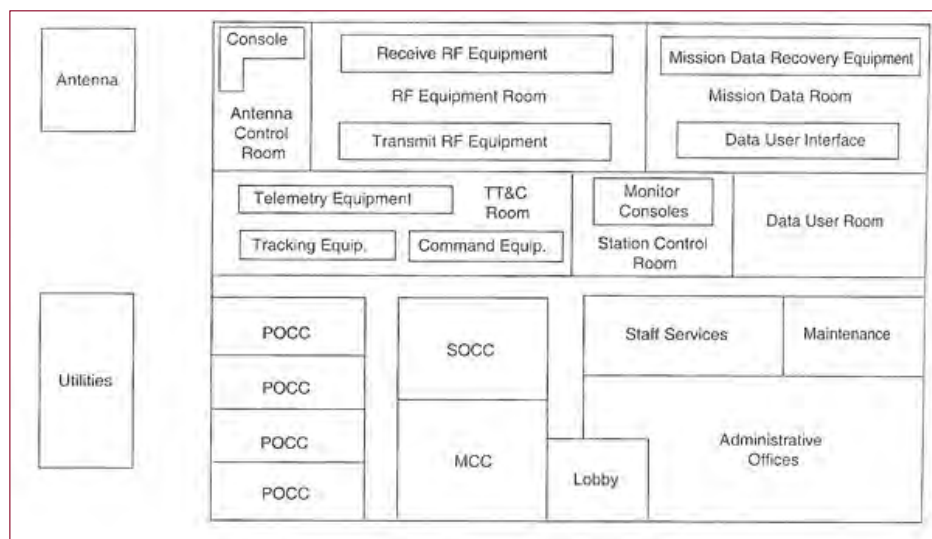 Antenna
Console
Antenna
Control
Room
Receive RF Equipment
RF Equipment Room
Transmit RF Equipment
Mission Data Recovery Equipment
Mission Data Room
Data User Interface
Telemetry Equipment
TT&C
Room
Tracking Equip.
Command Equip.
Monitor
Consoles
Station Control
Room
Data User Room
Utilities
POCC
POCC
POCC
POCC
SOCC
MCC
Staff Services
Maintenance
Lobby
Administrative
Offices